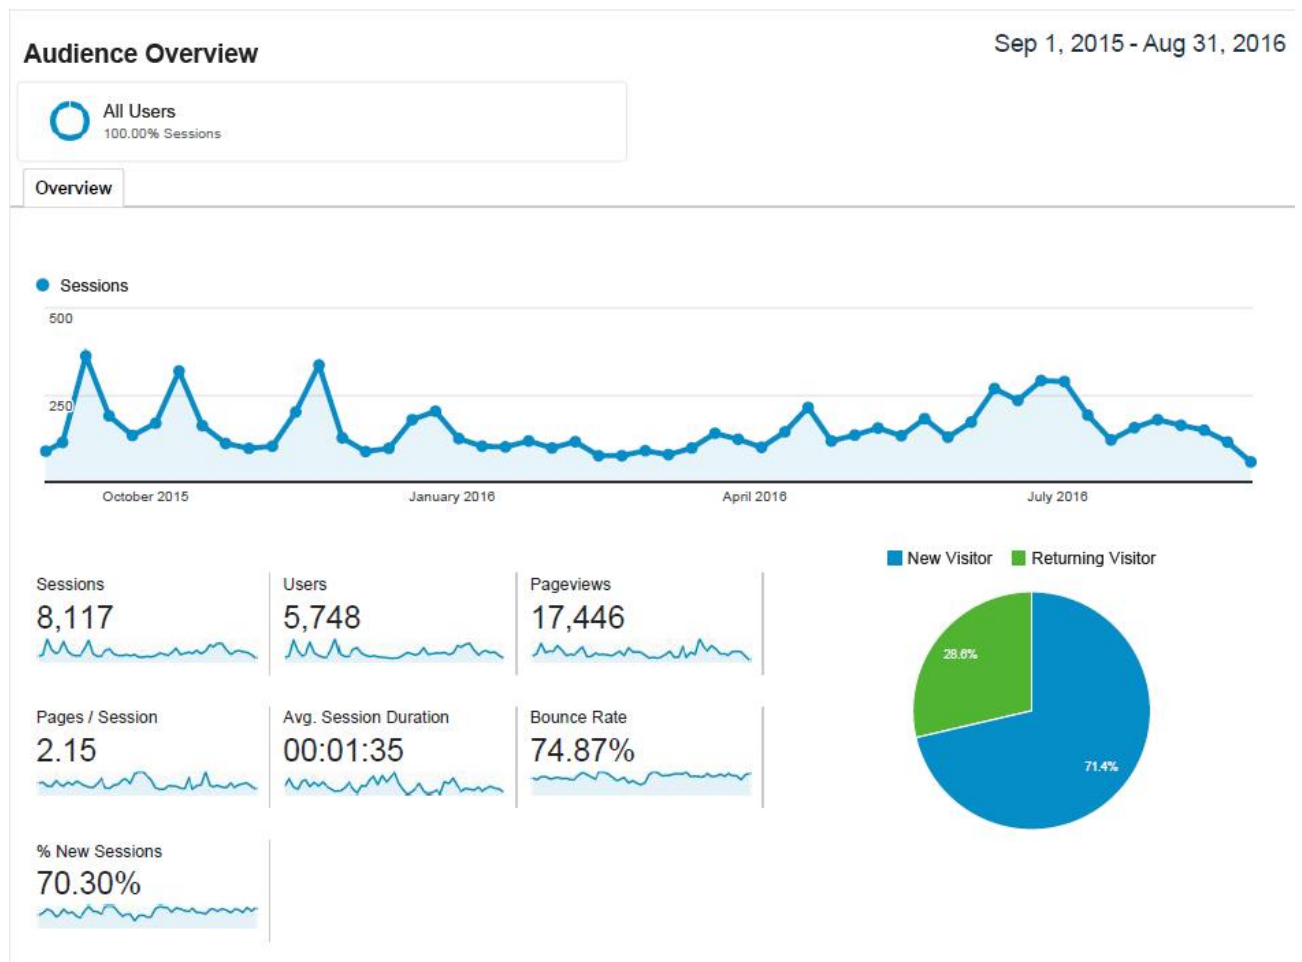 Audience Overview
Sep 1, 2015 - Aug 31, 2016
All Users
100.00% Sessions
Overview
Sessions
500
250
October 2015
January 2016
April 2016
July 2016
Sessions
8,117
Users
5,748
Pageviews
17,446
Pages / Session
2.15
Avg. Session Duration
00:01:35
Bounce Rate
74.87%
% New Sessions
70.30%
New Visitor
Returning Visitor
28.6%
71.4%